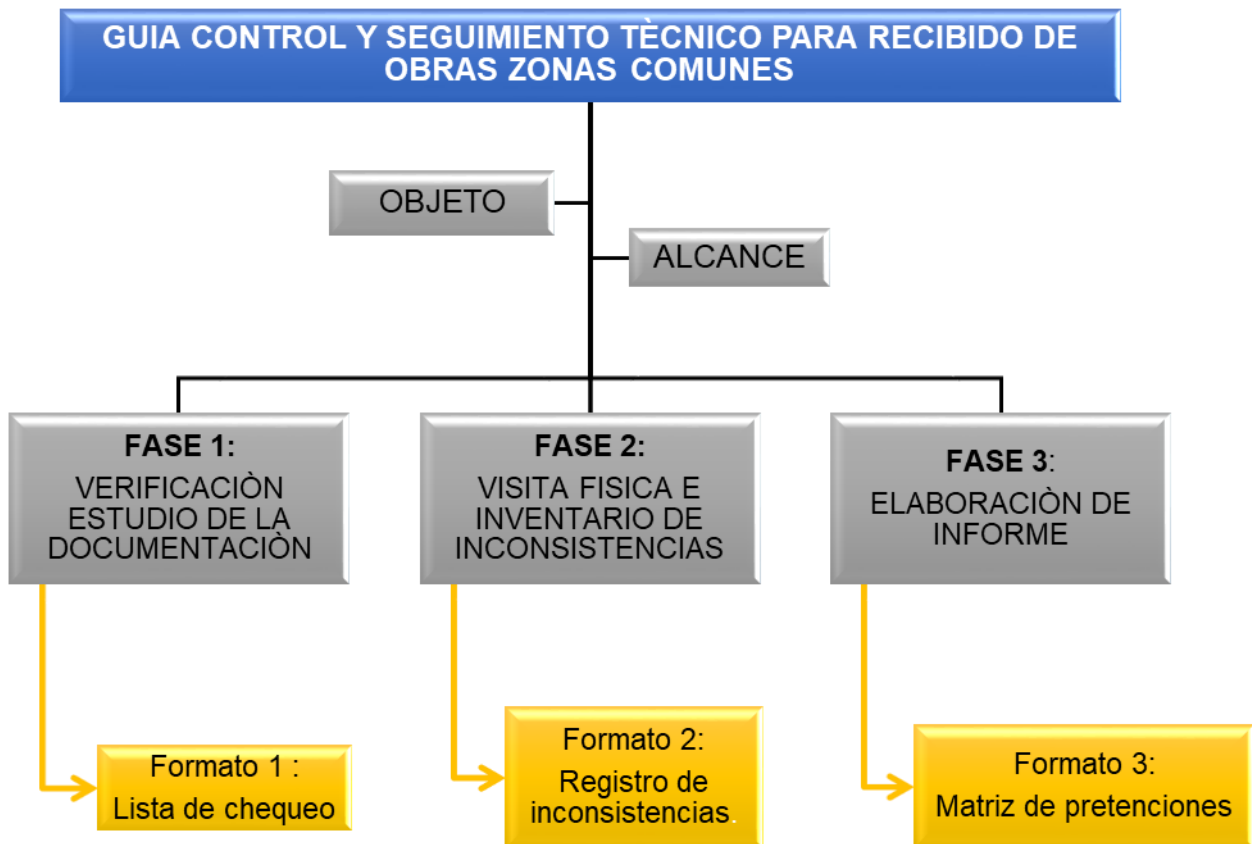 GUIA CONTROL Y SEGUIMIENTO TÈCNICO PARA RECIBIDO DE
OBRAS ZONAS COMUNES
OBJETO
ALCANCE
FASE 1:
VERIFICACIÒN
ESTUDIO DE LA
DOCUMENTACIÒN
FASE 2:
VISITA FISICA E
INVENTARIO DE
INCONSISTENCIAS
FASE 3:
ELABORACIÒN DE
INFORME
Formato 1 :
Lista de chequeo
Formato 2:
Registro de
inconsistencias.
Formato 3:
Matriz de pretenciones